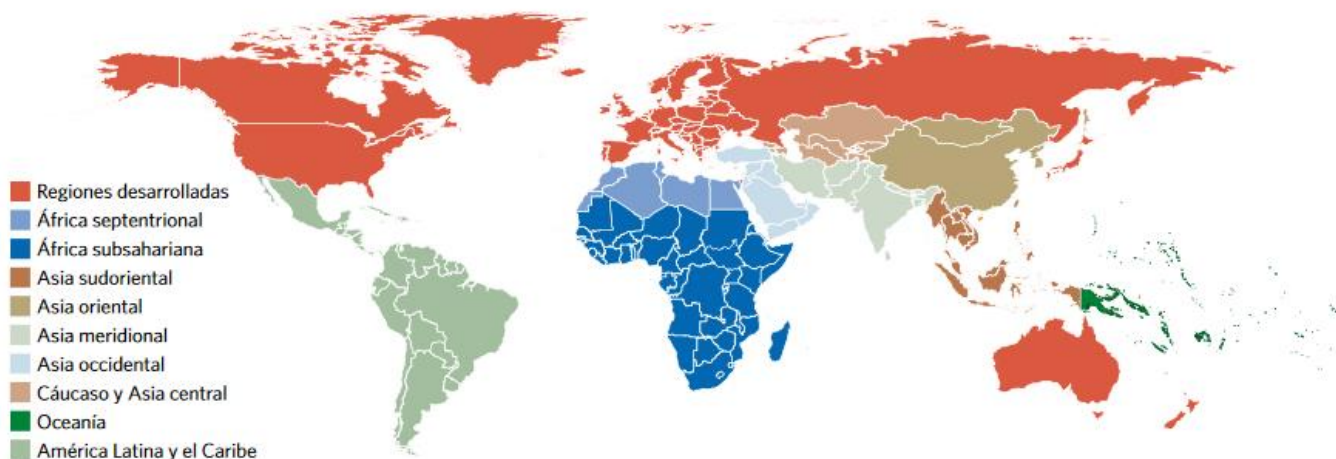 Regiones desarrolladas
África septentrional
África subsahariana
Asia sudoriental
Asia oriental
Asia meridional
Asia occidental
Cáucaso y Asia central
Oceanía
América Latina y el Caribe